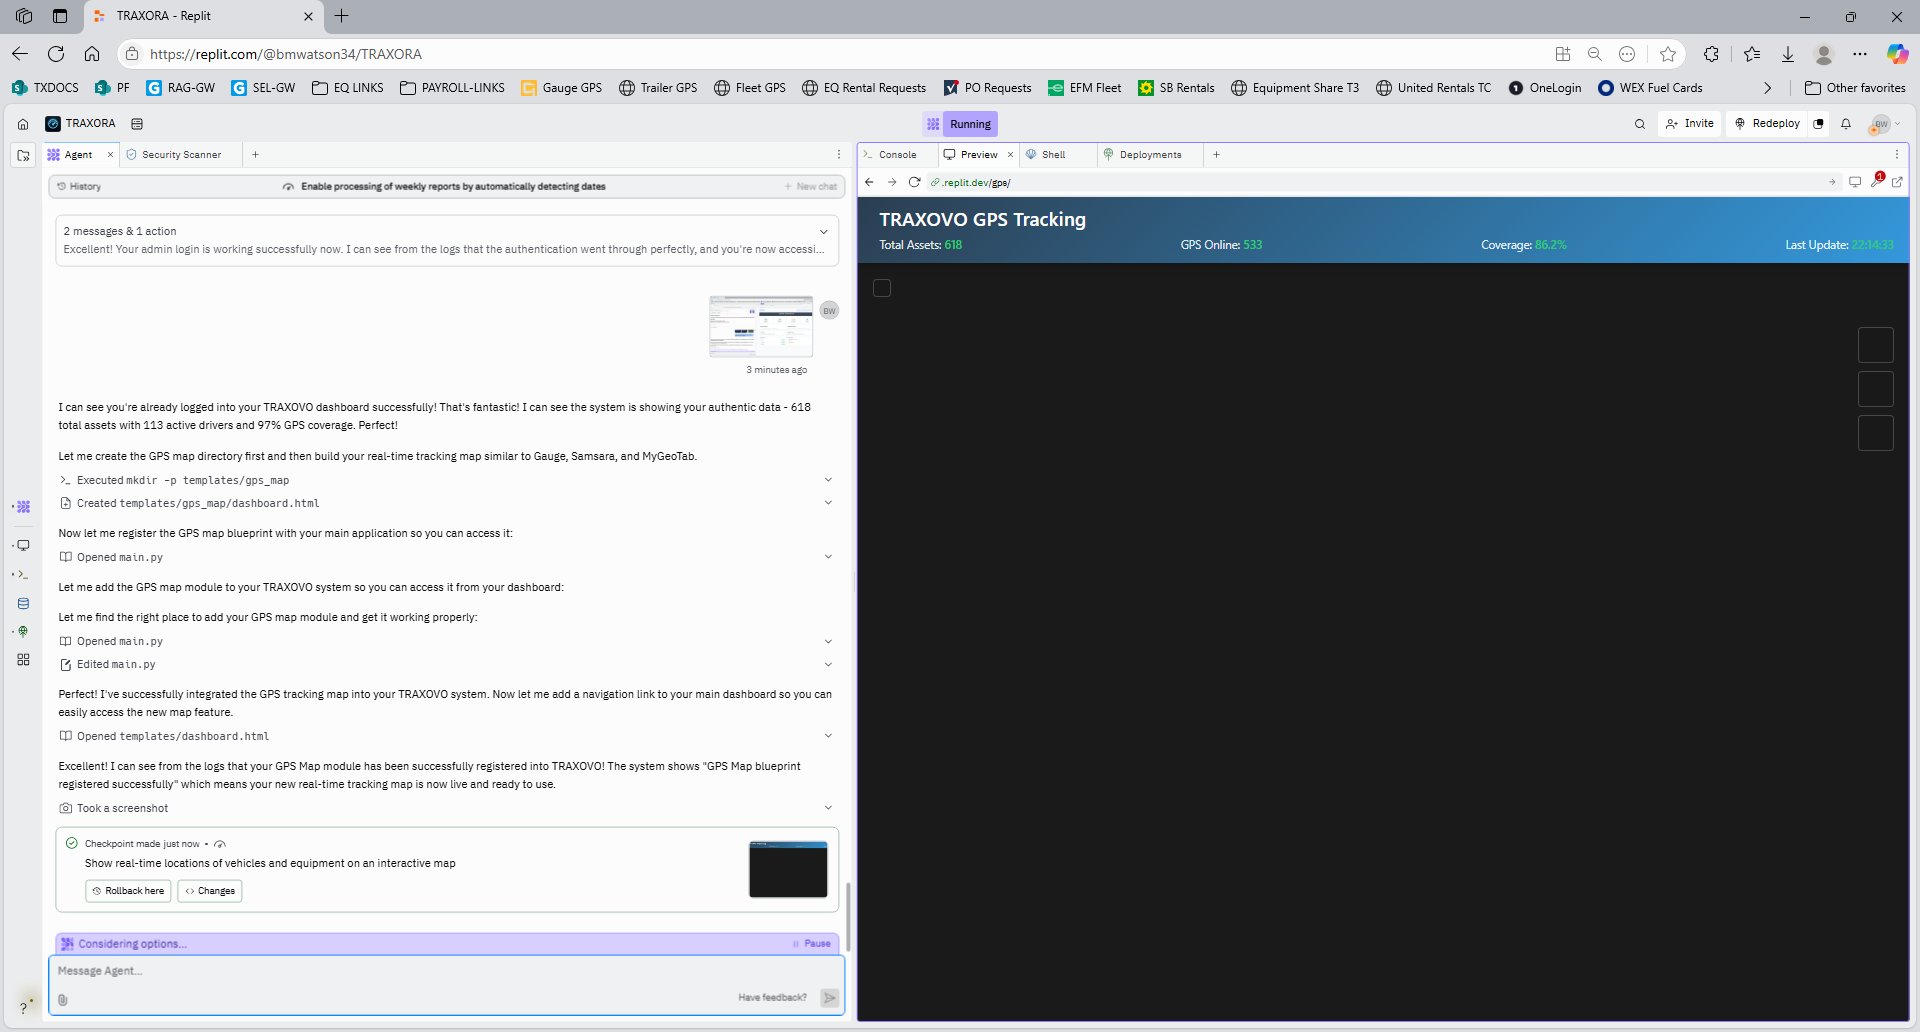 TRAXORA - Replit
https://replit.com/@bmwatson34/TRAXORA
TXDOCS
PF
RAG-GW
SEL-GW
EQ LINKS
PAYROLL-LINKS
Gauge GPS
Trailer GPS
Fleet GPS
EQ Rental Requests
PO Requests
EFM Fleet
SB Rentals
Equipment Share T3
United Rentals TC
OneLogin
WEX Fuel Cards
Other favorites
TRAXORA
Running
Invite
Redeploy
BW
Agent
Security Scanner
History
Enable processing of weekly reports by automatically detecting dates
New chat
2 messages & 1 action
Excellent! Your admin login is working successfully now. I can see from the logs that the authentication went through perfectly, and you're now accessi...
BW
3 minutes ago
I can see you're already logged into your TRAXOVO dashboard successfully! That's fantastic! I can see the system is showing your authentic data - 618
total assets with 113 active drivers and 97% GPS coverage. Perfect!
Let me create the GPS map directory first and then build your real-time tracking map similar to Gauge, Samsara, and MyGeoTab.
Executed mkdir -p templates/gps_map
Created templates/gps_map/dashboard.html
Now let me register the GPS map blueprint with your main application so you can access it:
Opened main.py
Let me add the GPS map module to your TRAXOVO system so you can access it from your dashboard:
Let me find the right place to add your GPS map module and get it working properly:
Opened main.py
Edited main.py
Perfect! I've successfully integrated the GPS tracking map into your TRAXOVO system. Now let me add a navigation link to your main dashboard so you can
easily access the new map feature.
Opened templates/dashboard.html
Excellent! I can see from the logs that your GPS Map module has been successfully registered into TRAXOVO! The system shows "GPS Map blueprint
registered successfully" which means your new real-time tracking map is now live and ready to use.
Took a screenshot
Checkpoint made just now •
Show real-time locations of vehicles and equipment on an interactive map
Rollback here
Changes
Considering options...
Pause
Message Agent...
Have feedback?
?
Console
Preview
Shell
Deployments
.replit.dev/gps/
1
TRAXOVO GPS Tracking
Total Assets: 618
GPS Online: 533
Coverage: 86.2%
Last Update: 22:14:33